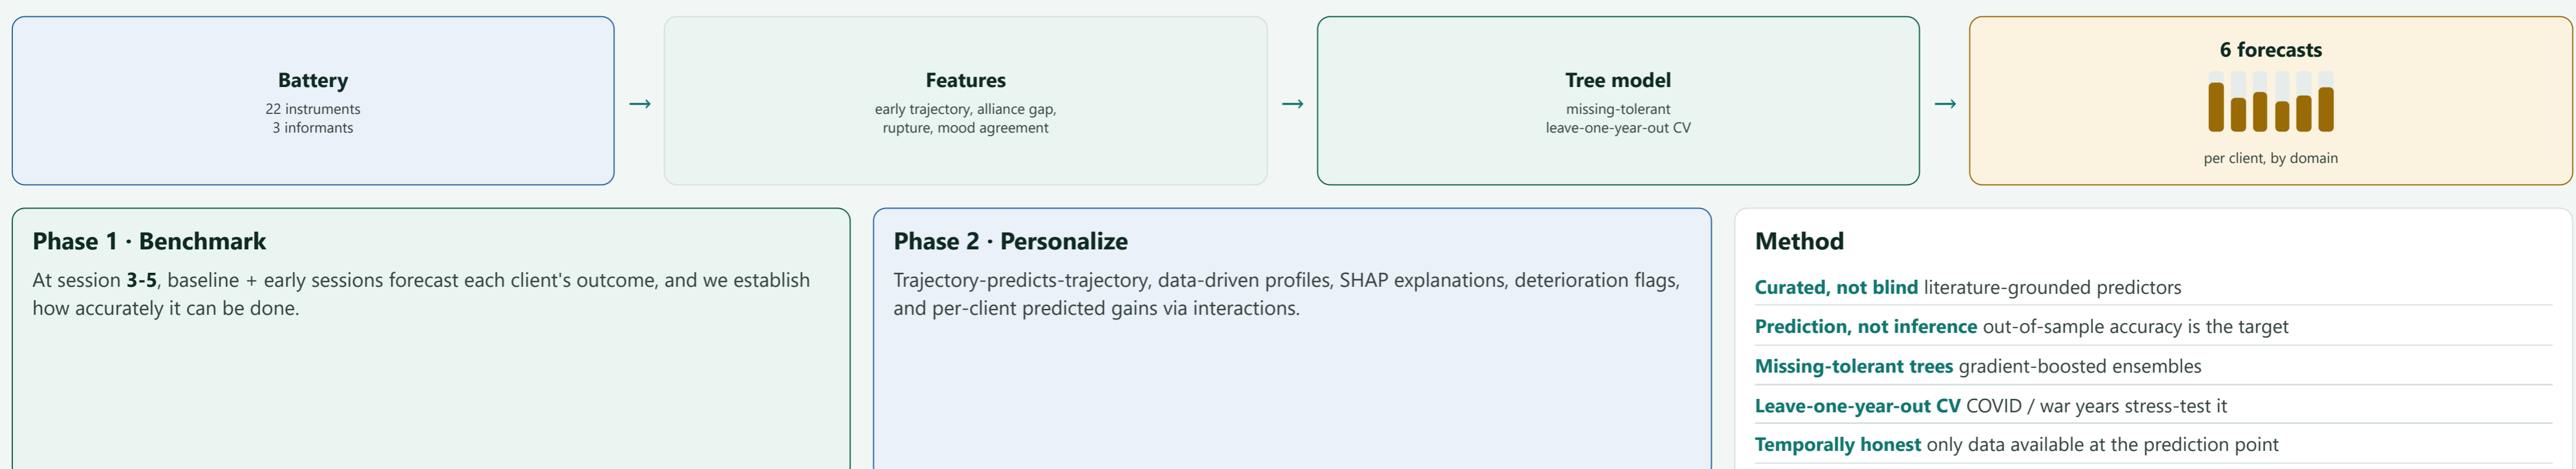 Battery
22 instruments
3 informants
→
Features
early trajectory, alliance gap,
rupture, mood agreement
→
Tree model
missing-tolerant
leave-one-year-out CV
→
6 forecasts
per client, by domain
Phase 1 · Benchmark
At session 3-5, baseline + early sessions forecast each client's outcome, and we establish
how accurately it can be done.
Phase 2 · Personalize
Trajectory-predicts-trajectory, data-driven profiles, SHAP explanations, deterioration flags,
and per-client predicted gains via interactions.
Method
Curated, not blind literature-grounded predictors
Prediction, not inference out-of-sample accuracy is the target
Missing-tolerant trees gradient-boosted ensembles
Leave-one-year-out CV COVID / war years stress-test it
Temporally honest only data available at the prediction point